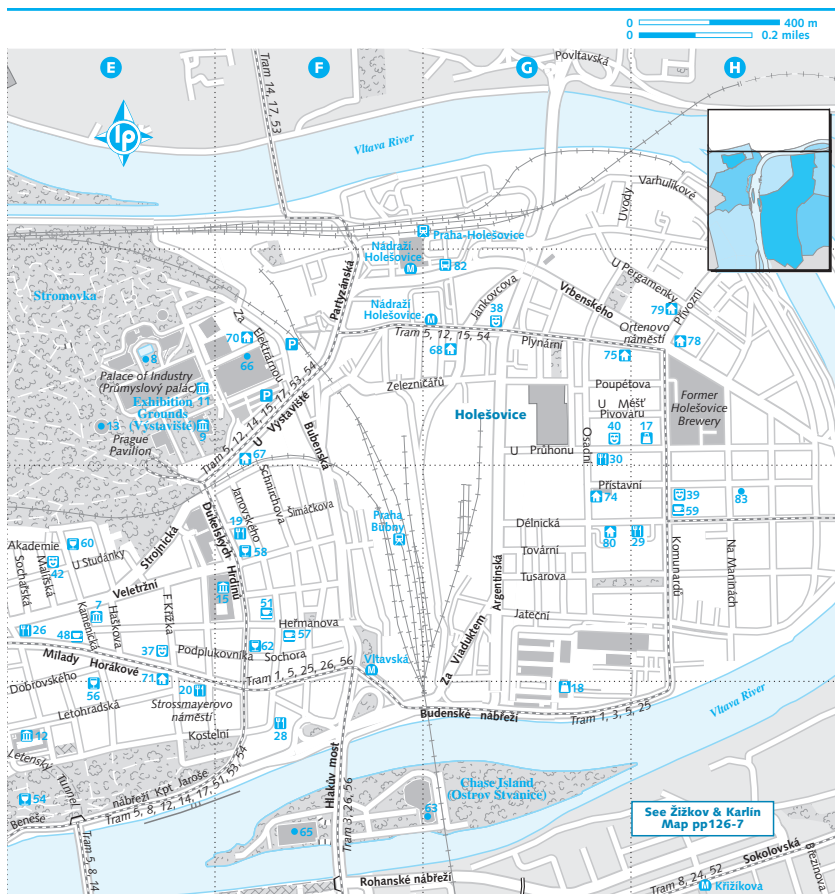 0 400 m
0 0.2 miles
E
F
G
H
lp
Povltavská
Tram 14, 17, 53
Vltava River
Varhulíkové
Uvody
Praha-Holešovice
Nádraží
Holešovice
M
82
U Pergamenky
Přívozní
Partyzánská
Jankovcova
Vrbenského
Stromovka
Nádraží
Holešovice
M
38
79
Ortenovo
náměstí
78
Za Elektrárnou
70
P
66
Tram 5, 12, 15, 54
Plynární
68
75
8
Palace of Industry
(Průmyslový palác)
11
Exhibition
Grounds
(Výstaviště)
13
9
Prague
Pavilion
P
Železničářů
Poupětova
U Měšť
Pivovaru
Former
Holešovice
Brewery
Holešovice
40
17
Tram 5, 12, 14, 15, 17, 53, 54
U Výstaviště
Bubenská
67
U Průhonu
Osadní
30
Přístavní
74
39
59
83
Schnirchova
Janovského
Šimáčkova
19
58
Praha
Bubny
Dělnická
80
29
Strojnická
Dukelských Hrdinů
Akademie
60
U Studánky
42
Malířská
Sochařská
Tovární
Tusarova
Komunardů
Na Maninách
Argentinská
Veletržní
15
7
Kamenická
Haškova
F Křížka
51
Heřmanova
57
Jateční
26
48
37
Podplukovníka Sochora
62
Milady Horákové
Vltavská
M
Za Viaduktem
Dobrovského
56
71
20
Tram 1, 5, 25, 26, 56
18
Letohradská
Strossmayerovo
náměstí
28
Bubenské nábřeží
Tram 1, 3, 5, 25
Vltava River
12
Kostelní
Letenský Tunnel
54
nábřeží Kpt Jaroše
Tram 5, 8, 12, 14, 17, 51, 53, 54
Beneše
Tram 5, 8, 14
Hlakův most
Tram 3, 26, 56
Chase Island
(Ostrov Štvanice)
63
65
See Žižkov & Karlín
Map pp126-7
Rohanské nábřeží
Sokolovská
Tram 8, 24, 52
Březinova
M Křižíkova